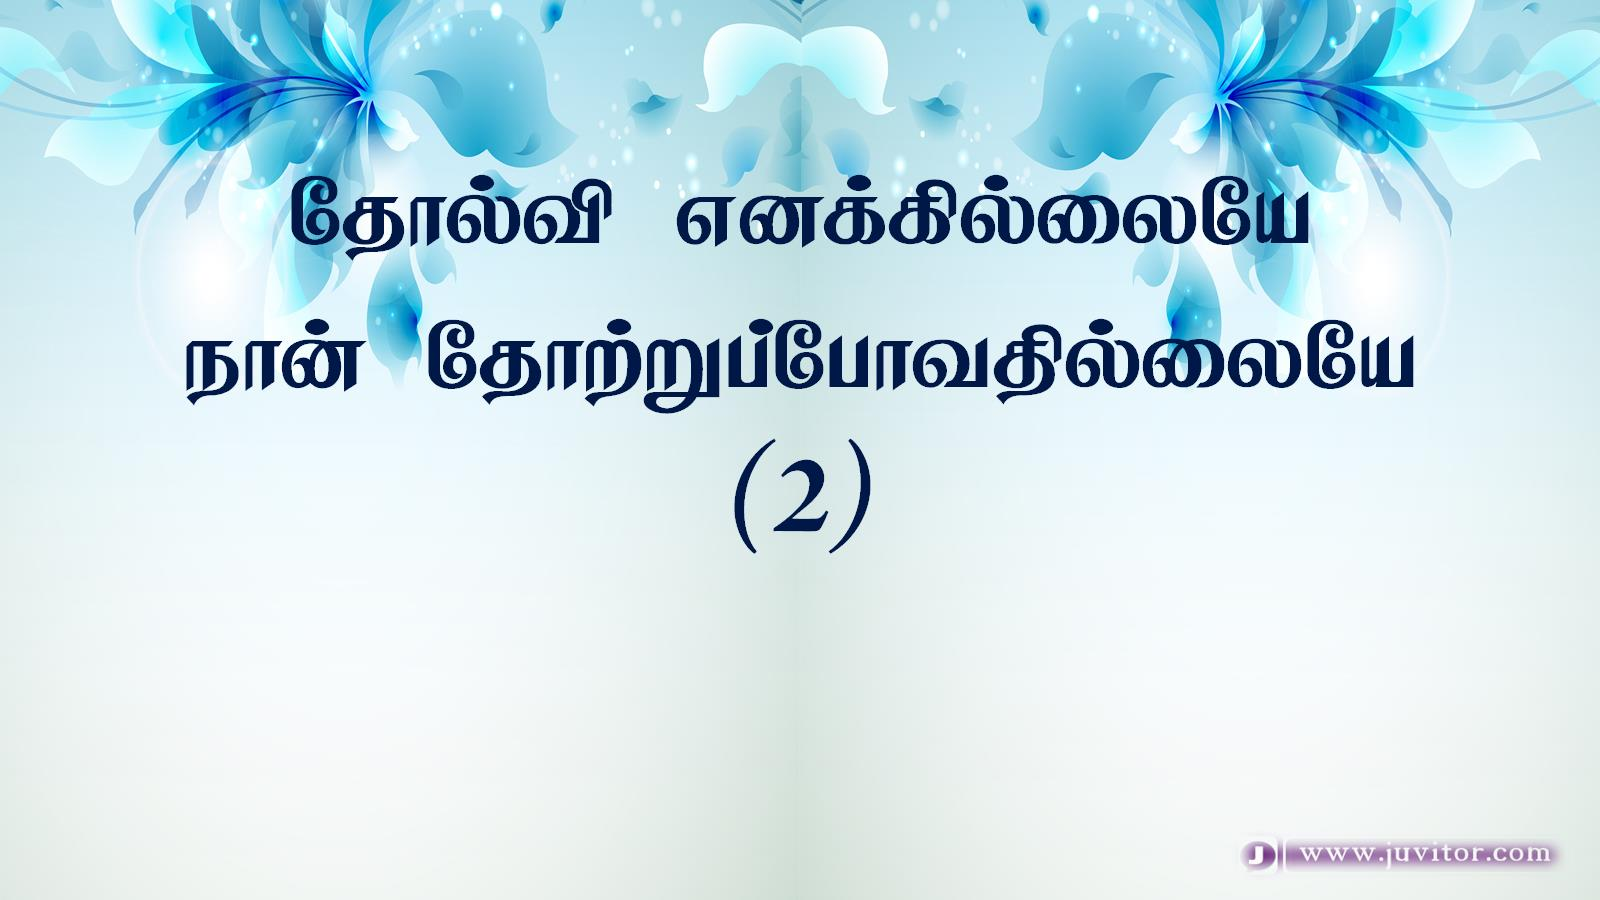 தோல்வி எனக்கில்லையே
நான் தோற்றுப்போவதில்லையே
(2)
J www.juvitor.com